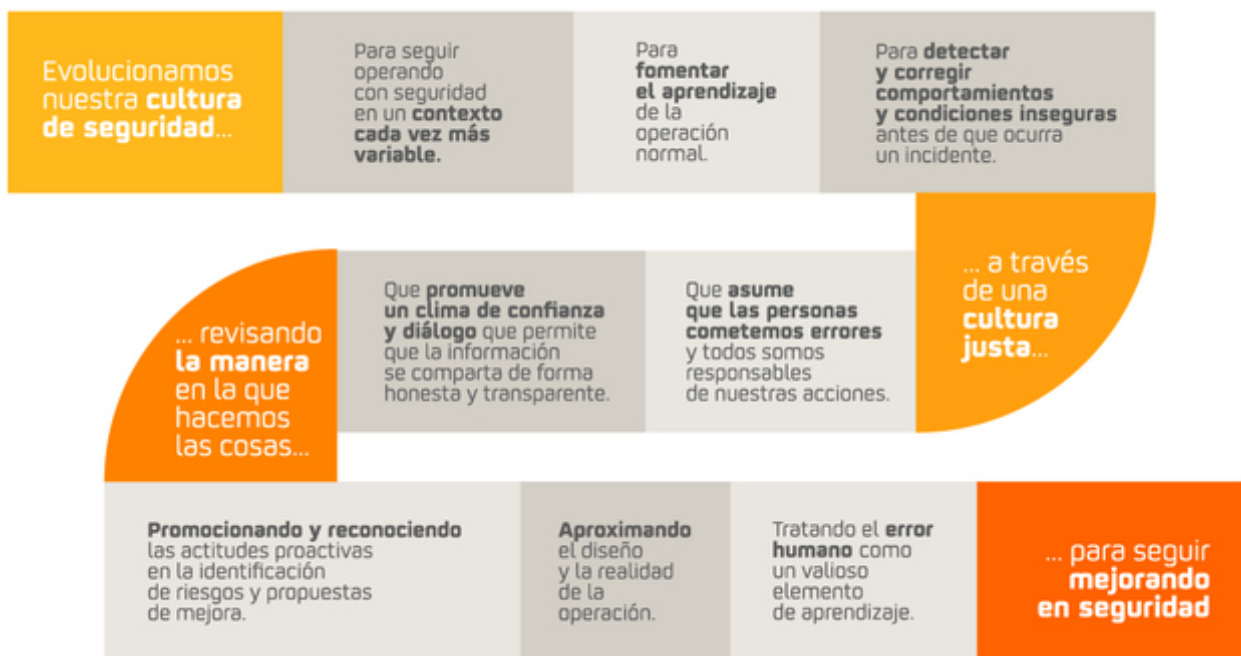 Evolucionamos
nuestra cultura
de seguridad...
Para seguir
operando
con seguridad
en un contexto
cada vez más
variable.
Para
fomentar
el aprendizaje
de la
operación
normal.
Para detectar
y corregir
comportamientos
y condiciones inseguras
antes de que ocurra
un incidente.
... a través
de una
cultura
justa...
Que asume
que las personas
cometemos errores
y todos somos
responsables
de nuestras acciones.
Que promueve
un clima de confianza
y diálogo que permite
que la información
se comparta de forma
honesta y transparente.
... revisando
la manera
en la que
hacemos
las cosas...
Promocionando y reconociendo
las actitudes proactivas
en la identificación
de riesgos y propuestas
de mejora.
Aproximando
el diseño
y la realidad
de la
operación.
Tratando el error
humano como
un valioso
elemento
de aprendizaje.
... para seguir
mejorando
en seguridad